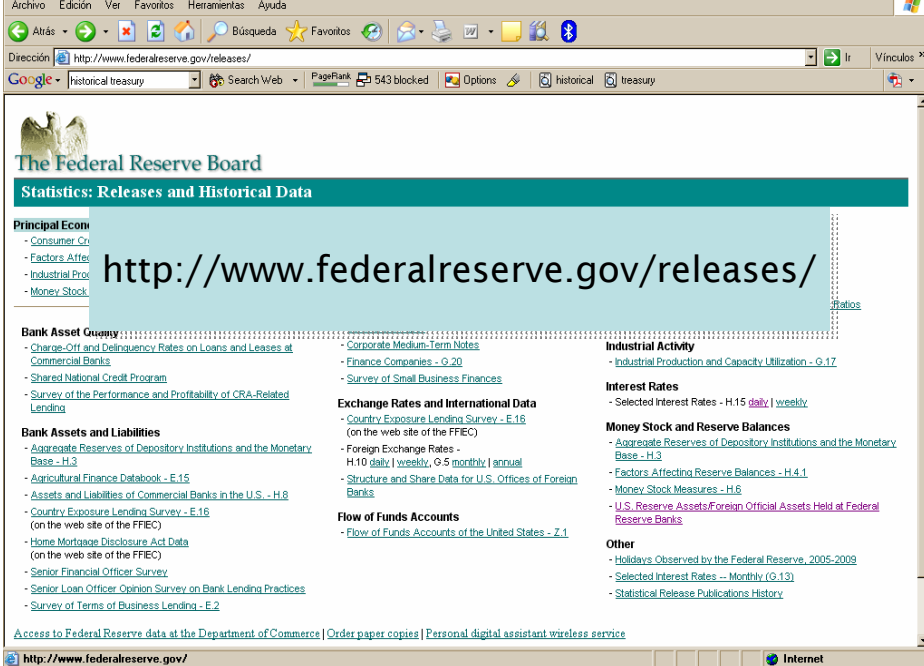 Archivo Edición Ver Favoritos Herramientas Ayuda
Atrás Búsqueda Favoritos
Dirección http://www.federalreserve.gov/releases/ Ir Vínculos
Google historical treasury Search Web PageRank 543 blocked Options historical treasury
The Federal Reserve Board
Statistics: Releases and Historical Data
Principal Econ
- Consumer Cr
- Factors Affe
- Industrial Pro
- Money Stock
http://www.federalreserve.gov/releases/
Ratios
Bank Asset Quality
- Charge-Off and Delinquency Rates on Loans and Leases at
Commercial Banks
- Shared National Credit Program
- Survey of the Performance and Profitability of CRA-Related
Lending
Bank Assets and Liabilities
- Aggregate Reserves of Depository Institutions and the Monetary
Base - H.3
- Agricultural Finance Databook - E.15
- Assets and Liabilities of Commercial Banks in the U.S. - H.8
- Country Exposure Lending Survey - E.16
(on the web site of the FFIEC)
- Home Mortgage Disclosure Act Data
(on the web site of the FFIEC)
- Senior Financial Officer Survey
- Senior Loan Officer Opinion Survey on Bank Lending Practices
- Survey of Terms of Business Lending - E.2
- Corporate Medium-Term Notes
- Finance Companies - G.20
- Survey of Small Business Finances
Exchange Rates and International Data
- Country Exposure Lending Survey - E.16
(on the web site of the FFIEC)
- Foreign Exchange Rates -
H.10 daily | weekly, G.5 monthly | annual
- Structure and Share Data for U.S. Offices of Foreign
Banks
Flow of Funds Accounts
- Flow of Funds Accounts of the United States - Z.1
Industrial Activity
- Industrial Production and Capacity Utilization - G.17
Interest Rates
- Selected Interest Rates - H.15 daily | weekly
Money Stock and Reserve Balances
- Aggregate Reserves of Depository Institutions and the Monetary
Base - H.3
- Factors Affecting Reserve Balances - H.4.1
- Money Stock Measures - H.6
- U.S. Reserve Assets/Foreign Official Assets Held at Federal
Reserve Banks
Other
- Holidays Observed by the Federal Reserve, 2005-2009
- Selected Interest Rates -- Monthly (G.13)
- Statistical Release Publications History
Access to Federal Reserve data at the Department of Commerce | Order paper copies | Personal digital assistant wireless service
http://www.federalreserve.gov/ Internet